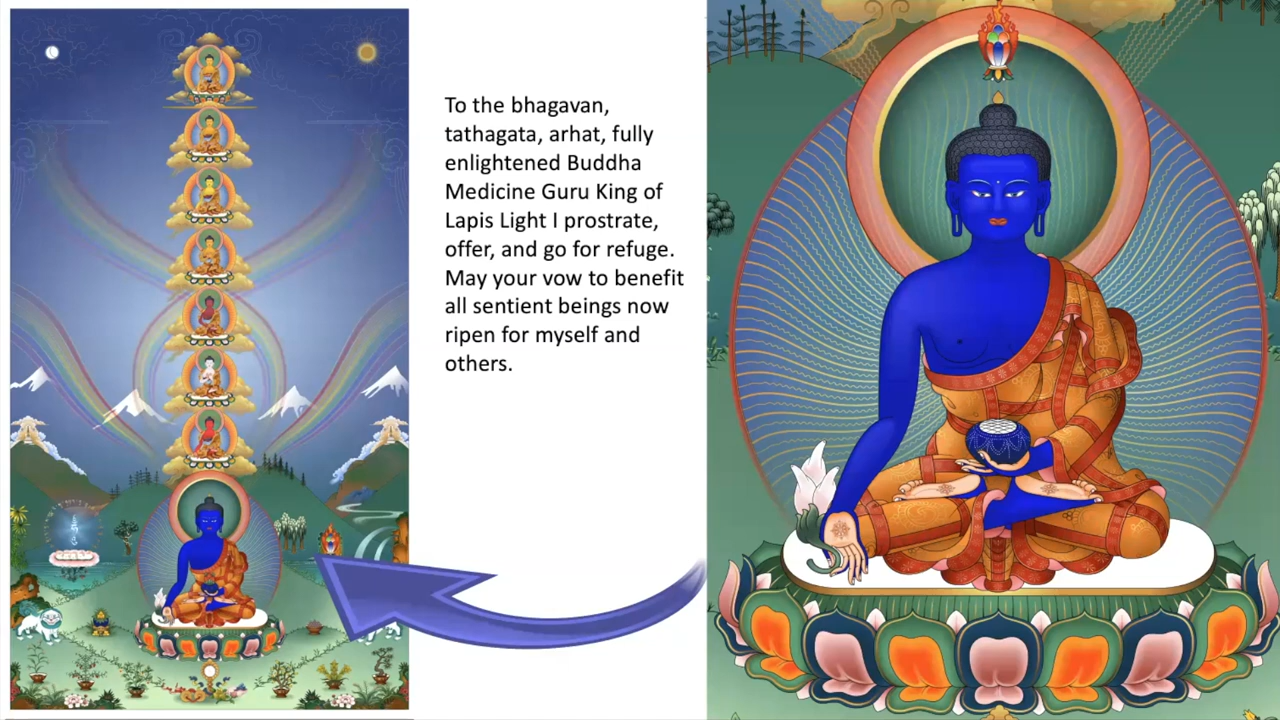 To the bhagavan,
tathagata, arhat, fully
enlightened Buddha
Medicine Guru King of
Lapis Light I prostrate,
offer, and go for refuge.
May your vow to benefit
all sentient beings now
ripen for myself and
others.